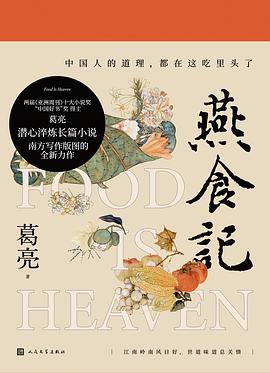 中国人的道理，都在这吃里头了
Food Is Heaven
两届《亚洲周刊》十大小说奖
“中国好书”奖 得主
葛亮
潜心淬炼长篇小说
南方写作版图的
全新力作
燕食記
FOOD
IS
HEAVEN
葛亮
著
人民文学出版社
江南岭南风日好，世道味道总关情